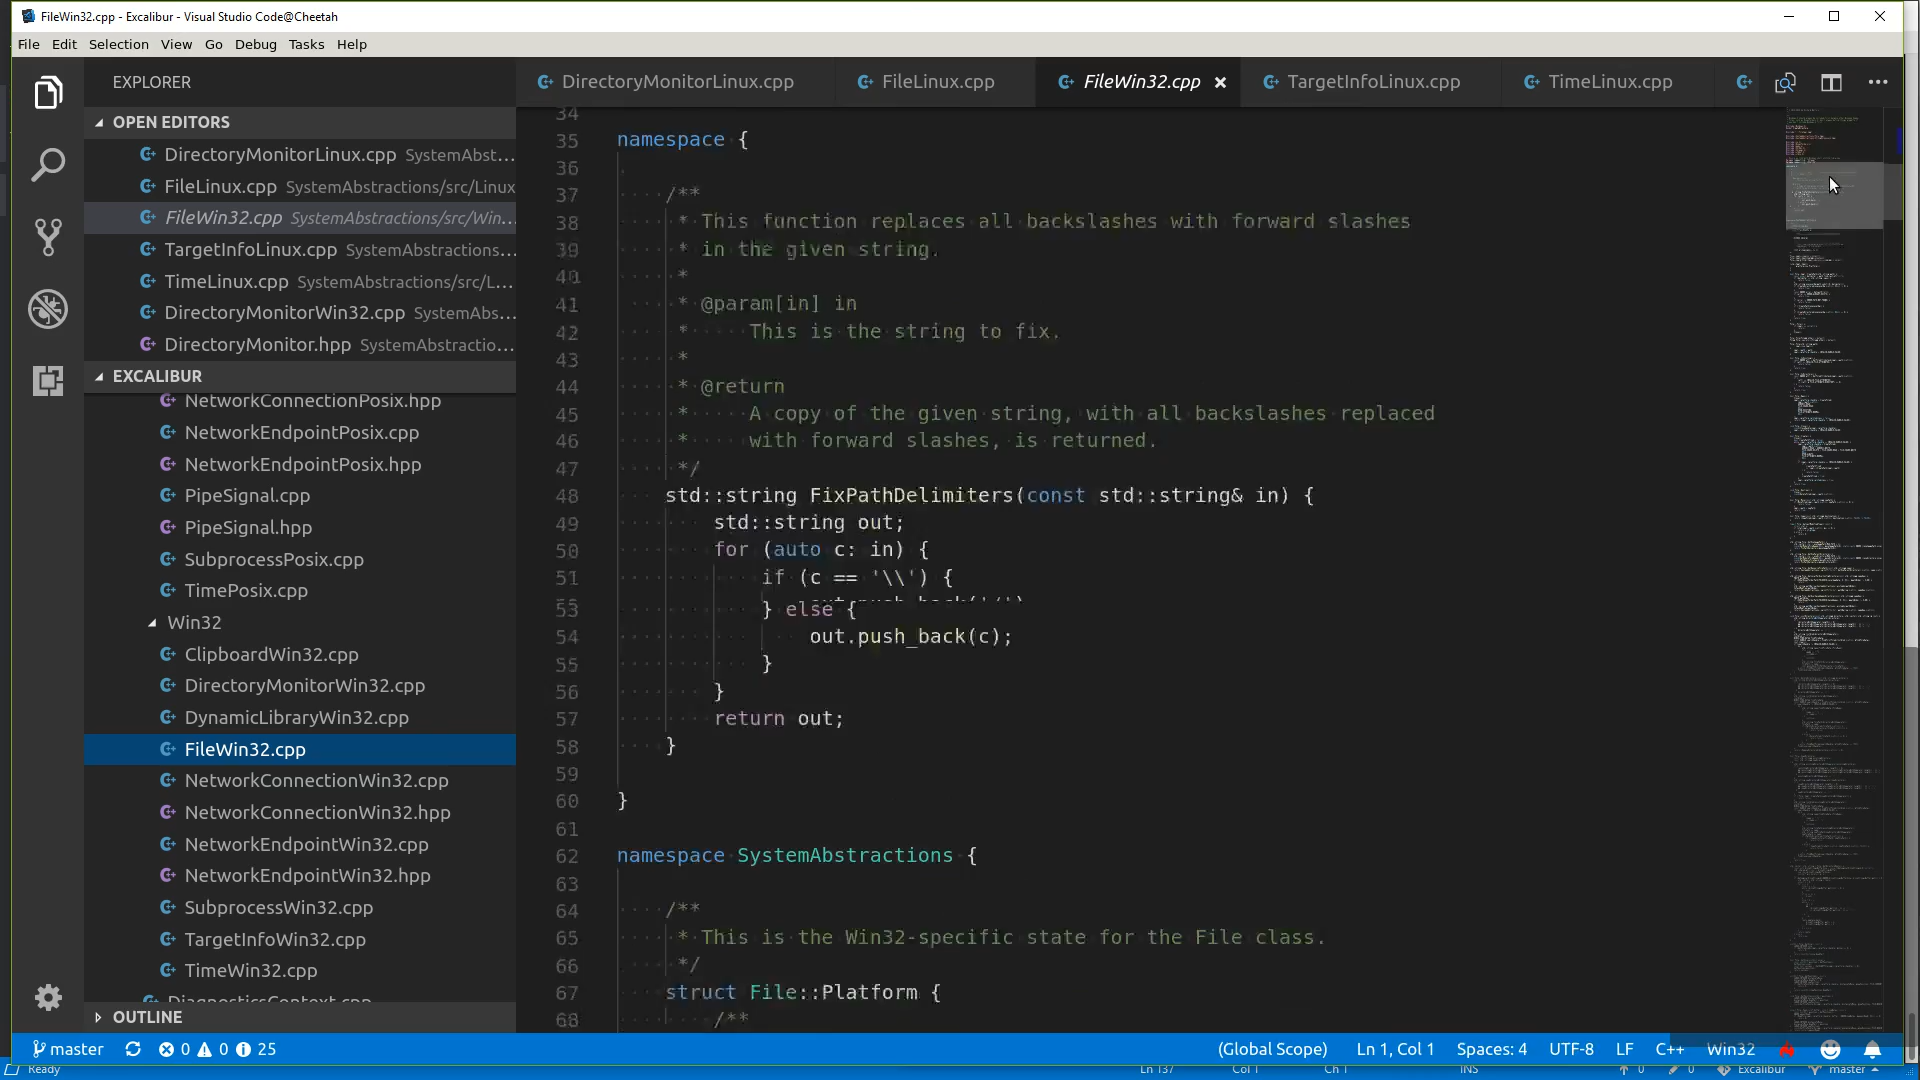 FileWin32.cpp - Excalibur - Visual Studio Code@Cheetah
File Edit Selection View Go Debug Tasks Help
EXPLORER
OPEN EDITORS
DirectoryMonitorLinux.cpp SystemAbst...
FileLinux.cpp SystemAbstractions/src/Linux
FileWin32.cpp SystemAbstractions/src/Win...
TargetInfoLinux.cpp SystemAbstractions...
TimeLinux.cpp SystemAbstractions/src/L...
DirectoryMonitorWin32.cpp SystemAbs...
DirectoryMonitor.hpp SystemAbstractio...
EXCALIBUR
NetworkConnectionPosix.hpp
NetworkEndpointPosix.cpp
NetworkEndpointPosix.hpp
PipeSignal.cpp
PipeSignal.hpp
SubprocessPosix.cpp
TimePosix.cpp
Win32
ClipboardWin32.cpp
DirectoryMonitorWin32.cpp
DynamicLibraryWin32.cpp
FileWin32.cpp
NetworkConnectionWin32.cpp
NetworkConnectionWin32.hpp
NetworkEndpointWin32.cpp
NetworkEndpointWin32.hpp
SubprocessWin32.cpp
TargetInfoWin32.cpp
TimeWin32.cpp
DiagnosticsContext.cpp
OUTLINE
DirectoryMonitorLinux.cpp FileLinux.cpp FileWin32.cpp TargetInfoLinux.cpp TimeLinux.cpp
34
35 namespace {
36
37 /**
38 * This function replaces all backslashes with forward slashes
39 * in the given string.
40 *
41 * @param[in] in
42 * This is the string to fix.
43 *
44 * @return
45 * A copy of the given string, with all backslashes replaced
46 * with forward slashes, is returned.
47 */
48 std::string FixPathDelimiters(const std::string& in) {
49 std::string out;
50 for (auto c: in) {
51 if (c == '\\') {
53 } else {
54 out.push_back(c);
55 }
56 }
57 return out;
58 }
59
60 }
61
62 namespace SystemAbstractions {
63
64 /**
65 * This is the Win32-specific state for the File class.
66 */
67 struct File::Platform {
68 /**
master 0 0 25 (Global Scope) Ln 1, Col 1 Spaces: 4 UTF-8 LF C++ Win32
Ready Ln 137 Col 1 Ch 1 INS 0 0 Excalibur master